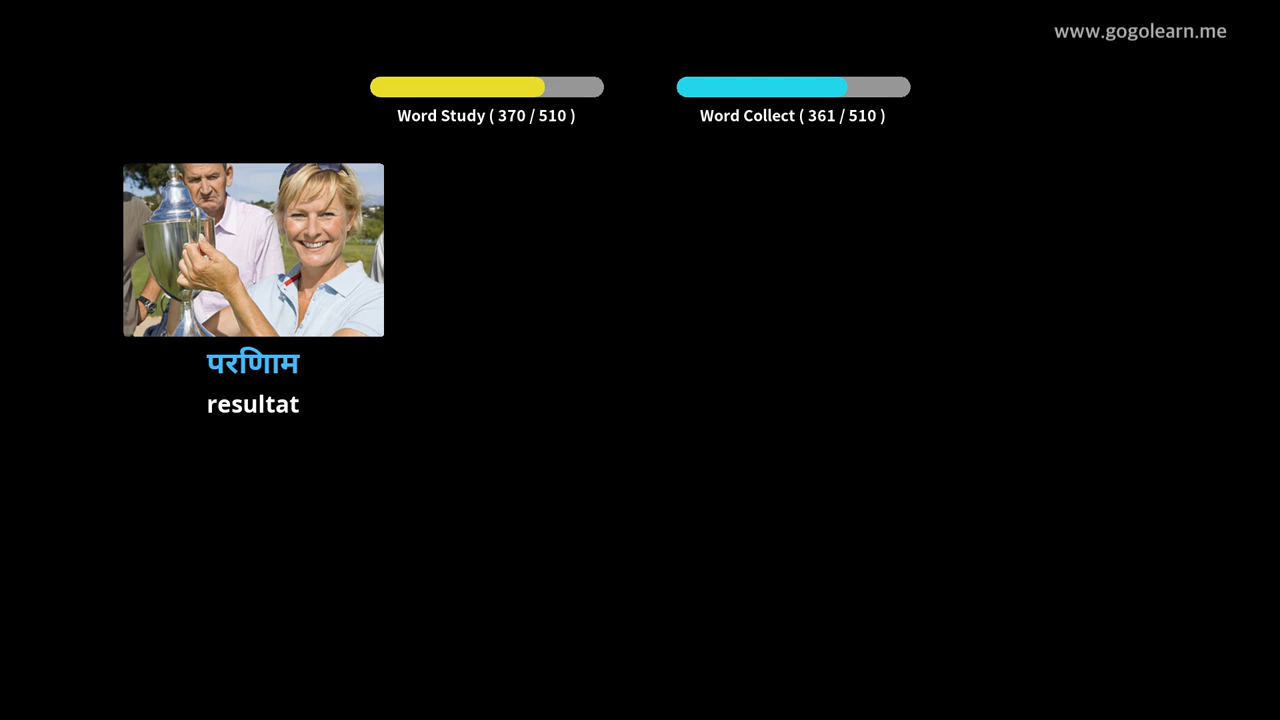 www.gogolearn.me
Word Study ( 370 / 510 )
Word Collect ( 361 / 510 )
परिणाम
resultat